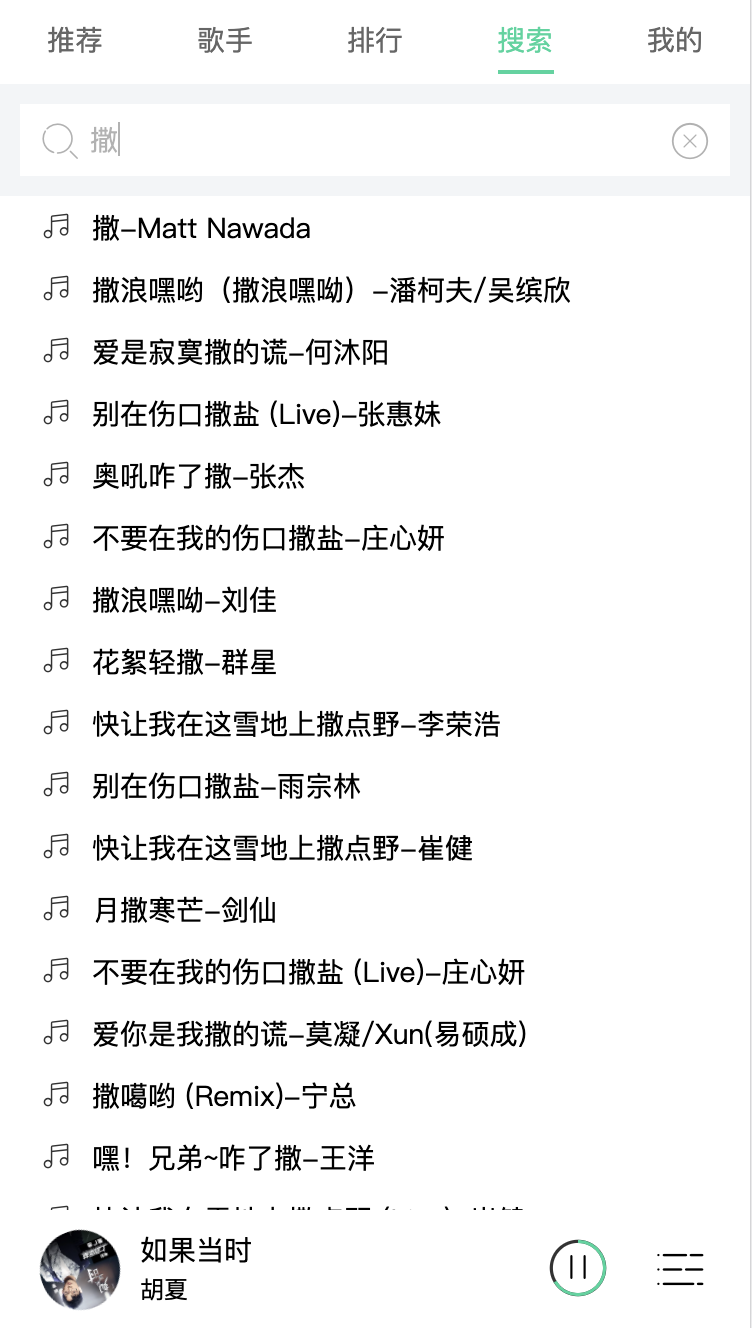 推荐 歌手 排行 搜索 我的
撒
撒-Matt Nawada
撒浪嘿哟（撒浪嘿呦）-潘柯夫/吴缤欣
爱是寂寞撒的谎-何沐阳
别在伤口撒盐 (Live)-张惠妹
奥吼咋了撒-张杰
不要在我的伤口撒盐-庄心妍
撒浪嘿呦-刘佳
花絮轻撒-群星
快让我在这雪地上撒点野-李荣浩
别在伤口撒盐-雨宗林
快让我在这雪地上撒点野-崔健
月撒寒芒-剑仙
不要在我的伤口撒盐 (Live)-庄心妍
爱你是我撒的谎-莫凝/Xun(易硕成)
撒噶哟 (Remix)-宁总
嘿！兄弟~咋了撒-王洋
如果当时
胡夏